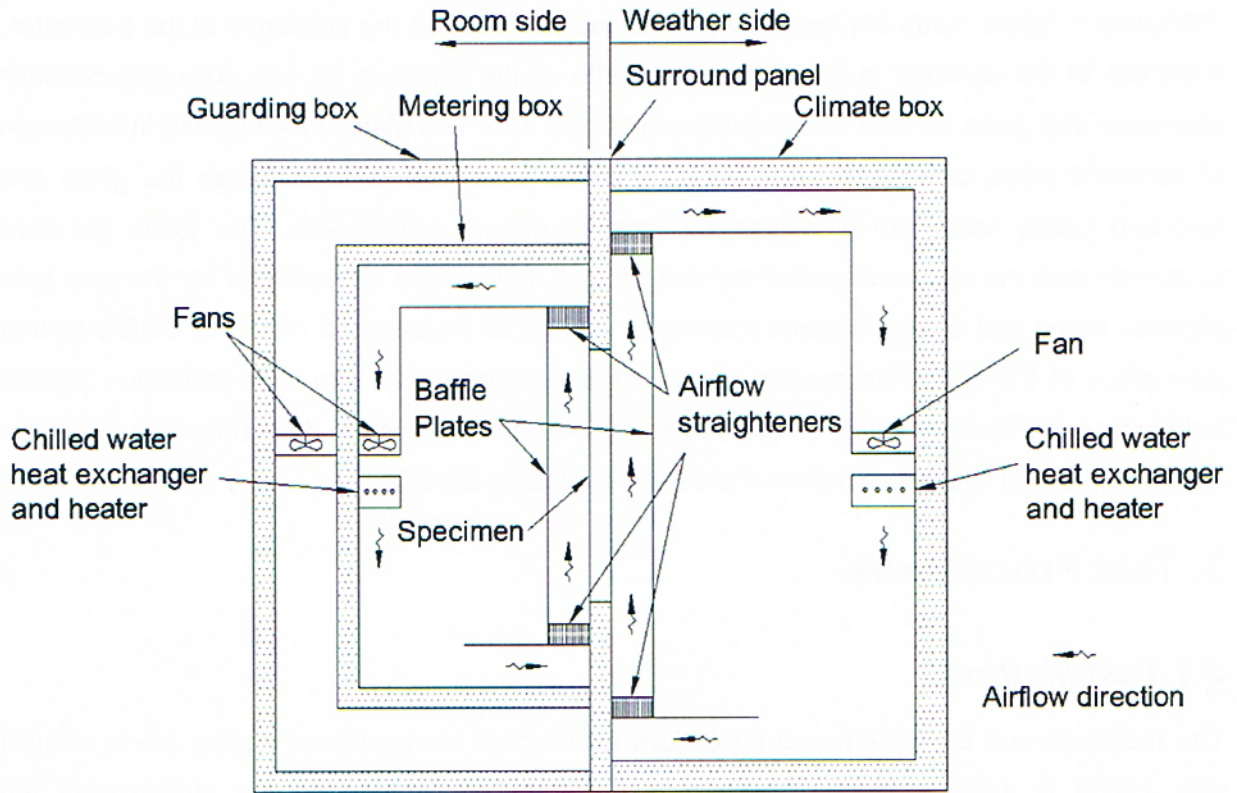 Room side
Weather side
Surround panel
Guarding box
Metering box
Climate box
Fans
Baffle
Plates
Airflow
straighteners
Fan
Chilled water
heat exchanger
and heater
Chilled water
heat exchanger
and heater
Specimen
Airflow direction